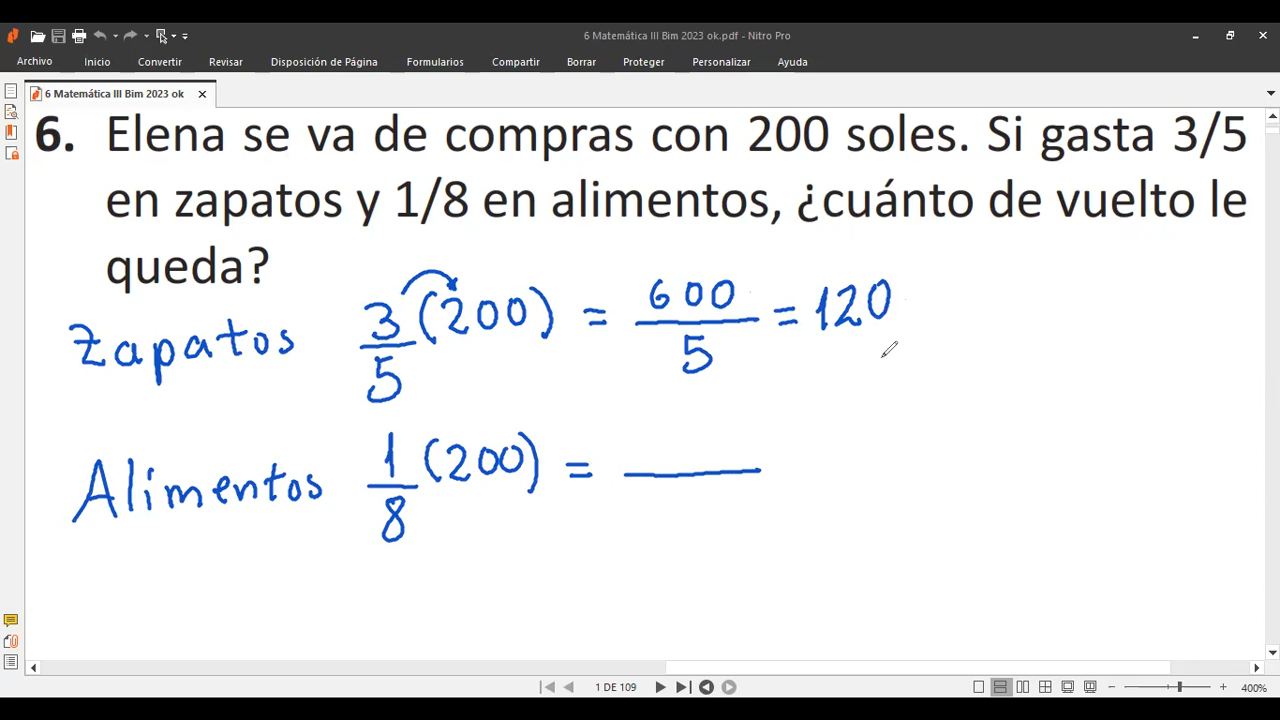 6 Matemática III Bim 2023 ok.pdf - Nitro Pro
Archivo Inicio Convertir Revisar Disposición de Página Formularios Compartir Borrar Proteger Personalizar Ayuda
6 Matemática III Bim 2023 ok
6. Elena se va de compras con 200 soles. Si gasta 3/5
en zapatos y 1/8 en alimentos, ¿cuánto de vuelto le
queda?
Zapatos 3/5 (200) = 600/5 = 120
Alimentos 1/8 (200) =
1 DE 109
400%